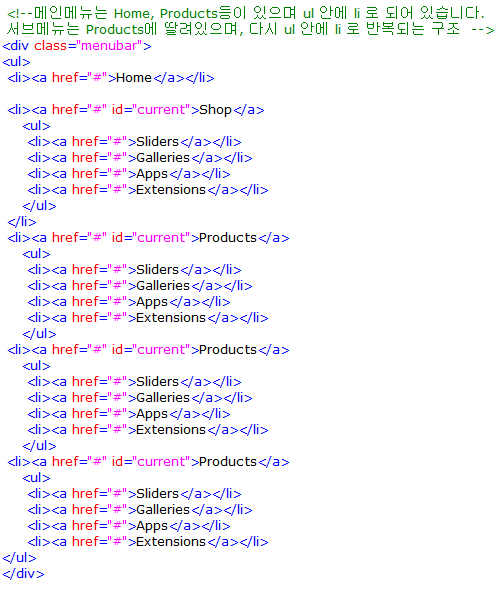 <!--메인메뉴는 Home, Products등이 있으며 ul 안에 li 로 되어 있습니다.
서브메뉴는 Products에 딸려있으며, 다시 ul 안에 li 로 반복되는 구조 -->
<div class="menubar">
<ul>
<li><a href="#">Home</a></li>
<li><a href="#" id="current">Shop</a>
<ul>
<li><a href="#">Sliders</a></li>
<li><a href="#">Galleries</a></li>
<li><a href="#">Apps</a></li>
<li><a href="#">Extensions</a></li>
</ul>
</li>
<li><a href="#" id="current">Products</a>
<ul>
<li><a href="#">Sliders</a></li>
<li><a href="#">Galleries</a></li>
<li><a href="#">Apps</a></li>
<li><a href="#">Extensions</a></li>
</ul>
<li><a href="#" id="current">Products</a>
<ul>
<li><a href="#">Sliders</a></li>
<li><a href="#">Galleries</a></li>
<li><a href="#">Apps</a></li>
<li><a href="#">Extensions</a></li>
</ul>
<li><a href="#" id="current">Products</a>
<ul>
<li><a href="#">Sliders</a></li>
<li><a href="#">Galleries</a></li>
<li><a href="#">Apps</a></li>
<li><a href="#">Extensions</a></li>
</ul>
</div>